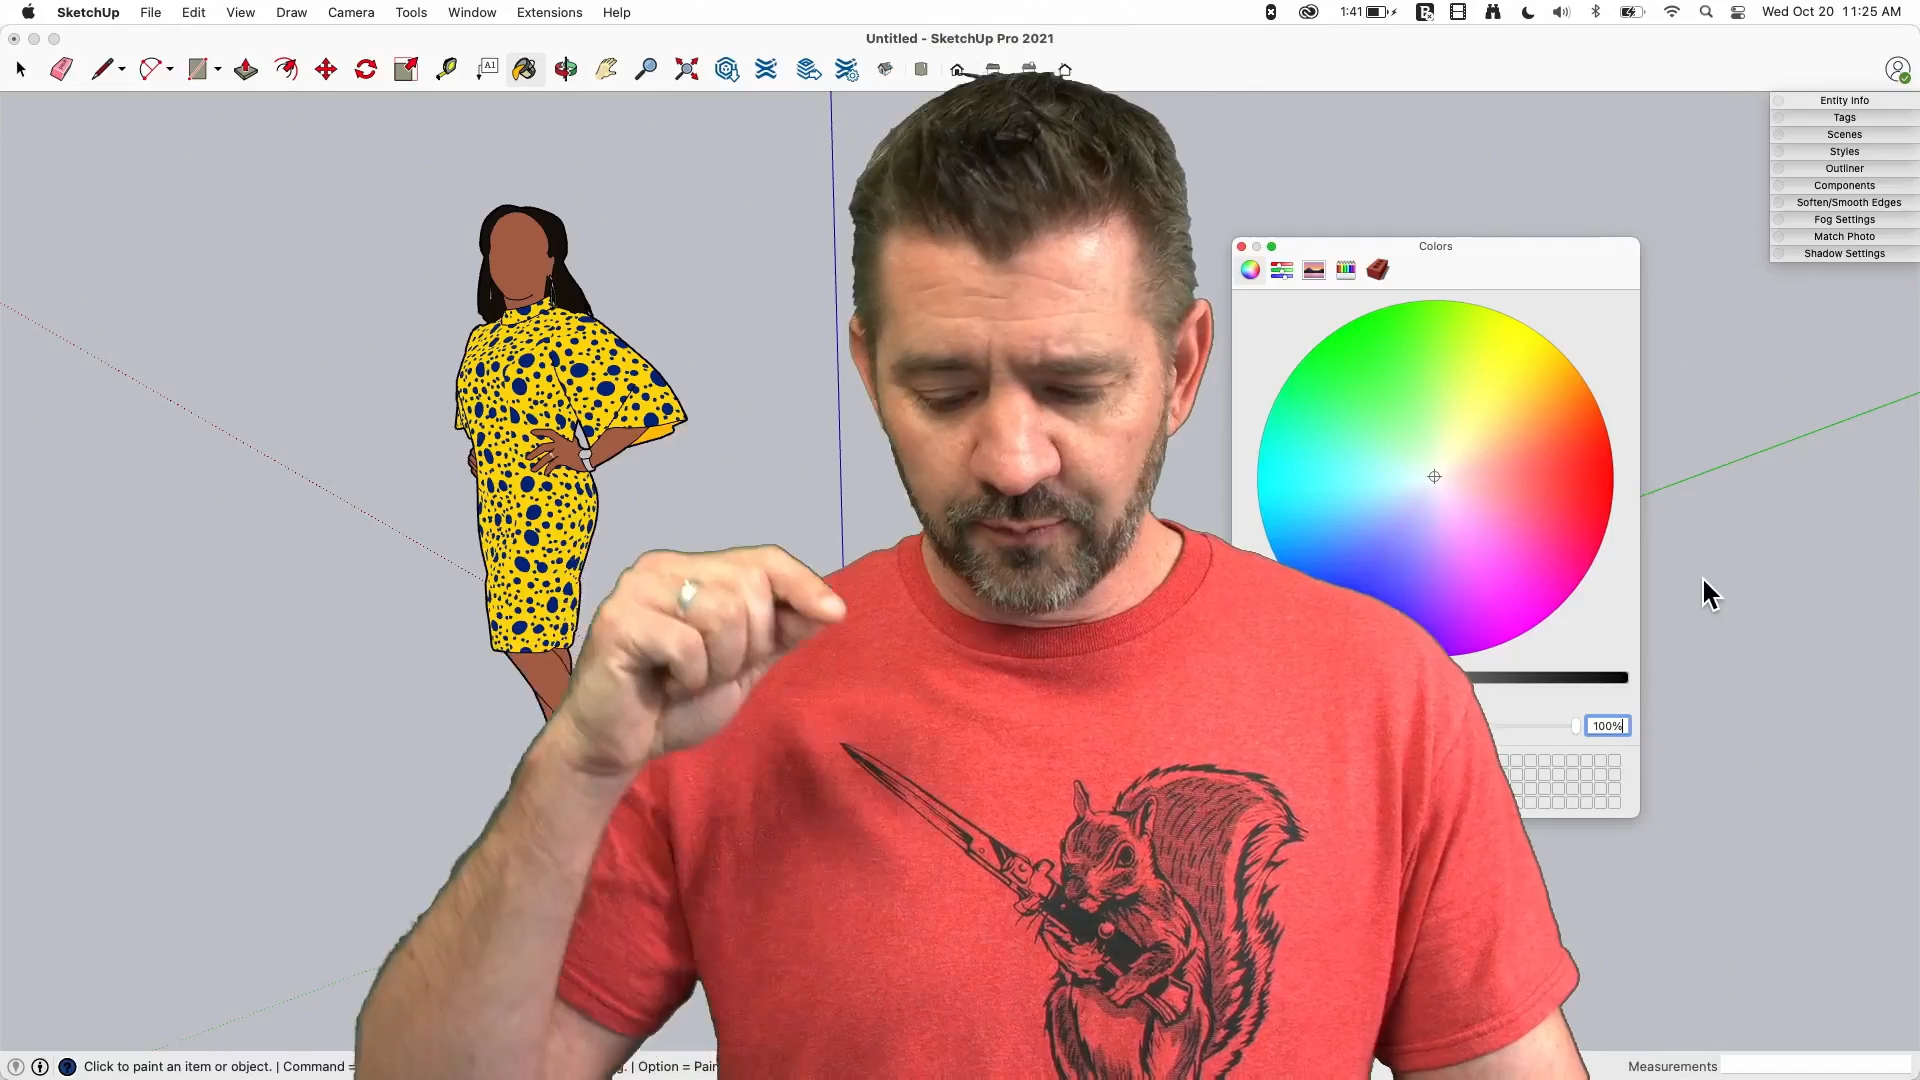 SketchUp File Edit View Draw Camera Tools Window Extensions Help 1:41 Wed Oct 20 11:25 AM
Untitled - SketchUp Pro 2021
A1
Entity Info
Tags
Scenes
Styles
Outliner
Components
Soften/Smooth Edges
Fog Settings
Match Photo
Shadow Settings
Colors
100%
Click to paint an item or object. | Command = g. | Option = Pain
Measurements